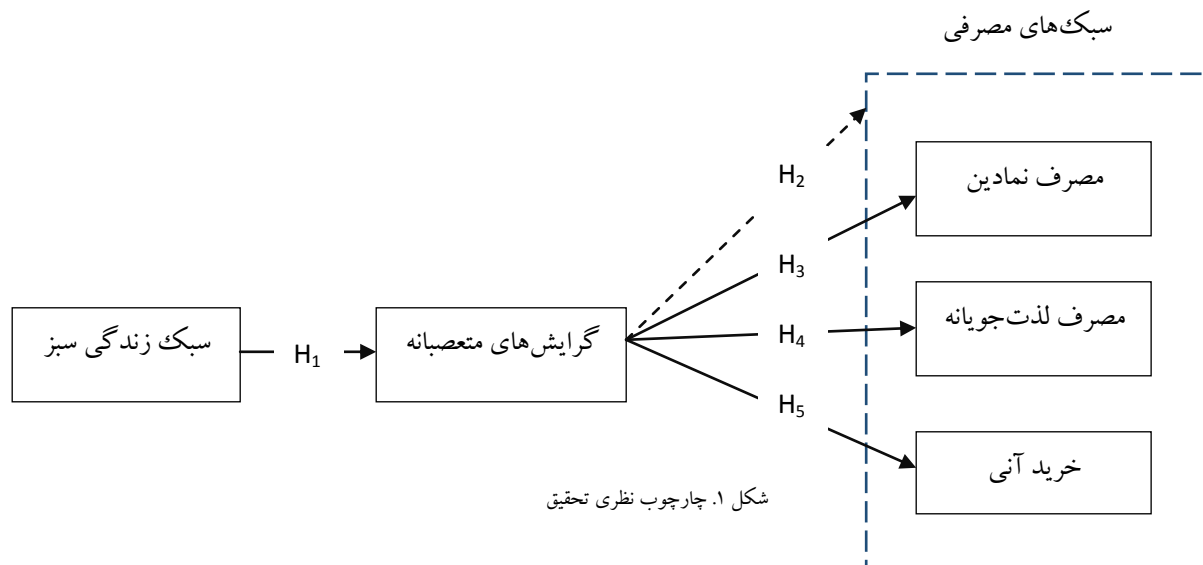 سبک‌های مصرفی
H2
مصرف نمادین
H3
سبک زندگی سبز
H1
گرایش‌های متعصبانه
H4
مصرف لذت‌جویانه
H5
خرید آنی
شکل ۱. چارچوب نظری تحقیق